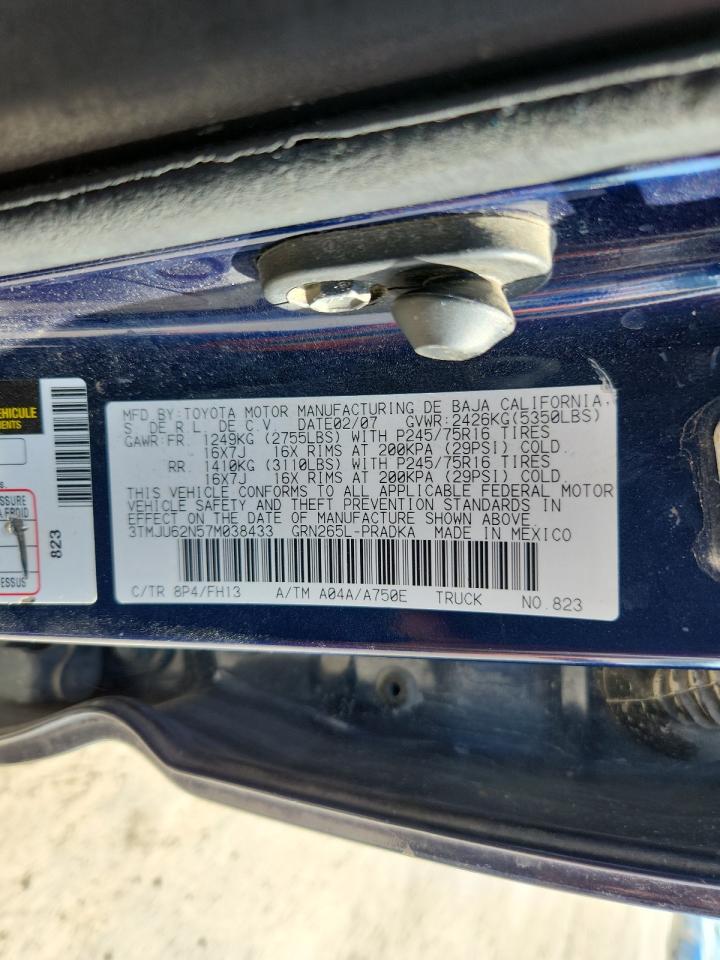 MFD. BY: TOYOTA MOTOR MANUFACTURING DE BAJA CALIFORNIA,
S. DE R.L. DE C.V. DATE02/07 GVWR:2426KG(5350LBS)
GAWR:FR. 1249KG (2755LBS) WITH P245/75R16 TIRES
16X7J 16X RIMS AT 200KPA (29PSI) COLD
RR. 1410KG (3110LBS) WITH P245/75R16 TIRES
16X7J 16X RIMS AT 200KPA (29PSI) COLD
THIS VEHICLE CONFORMS TO ALL APPLICABLE FEDERAL MOTOR
VEHICLE SAFETY AND THEFT PREVENTION STANDARDS IN
EFFECT ON THE DATE OF MANUFACTURE SHOWN ABOVE.
3TMJU62N57M038433 GRN265L-PRADKA MADE IN MEXICO
C/TR 8P4/FH13 A/TM A04A/A750E TRUCK NO.823
VEHICULE
823
ESSURE